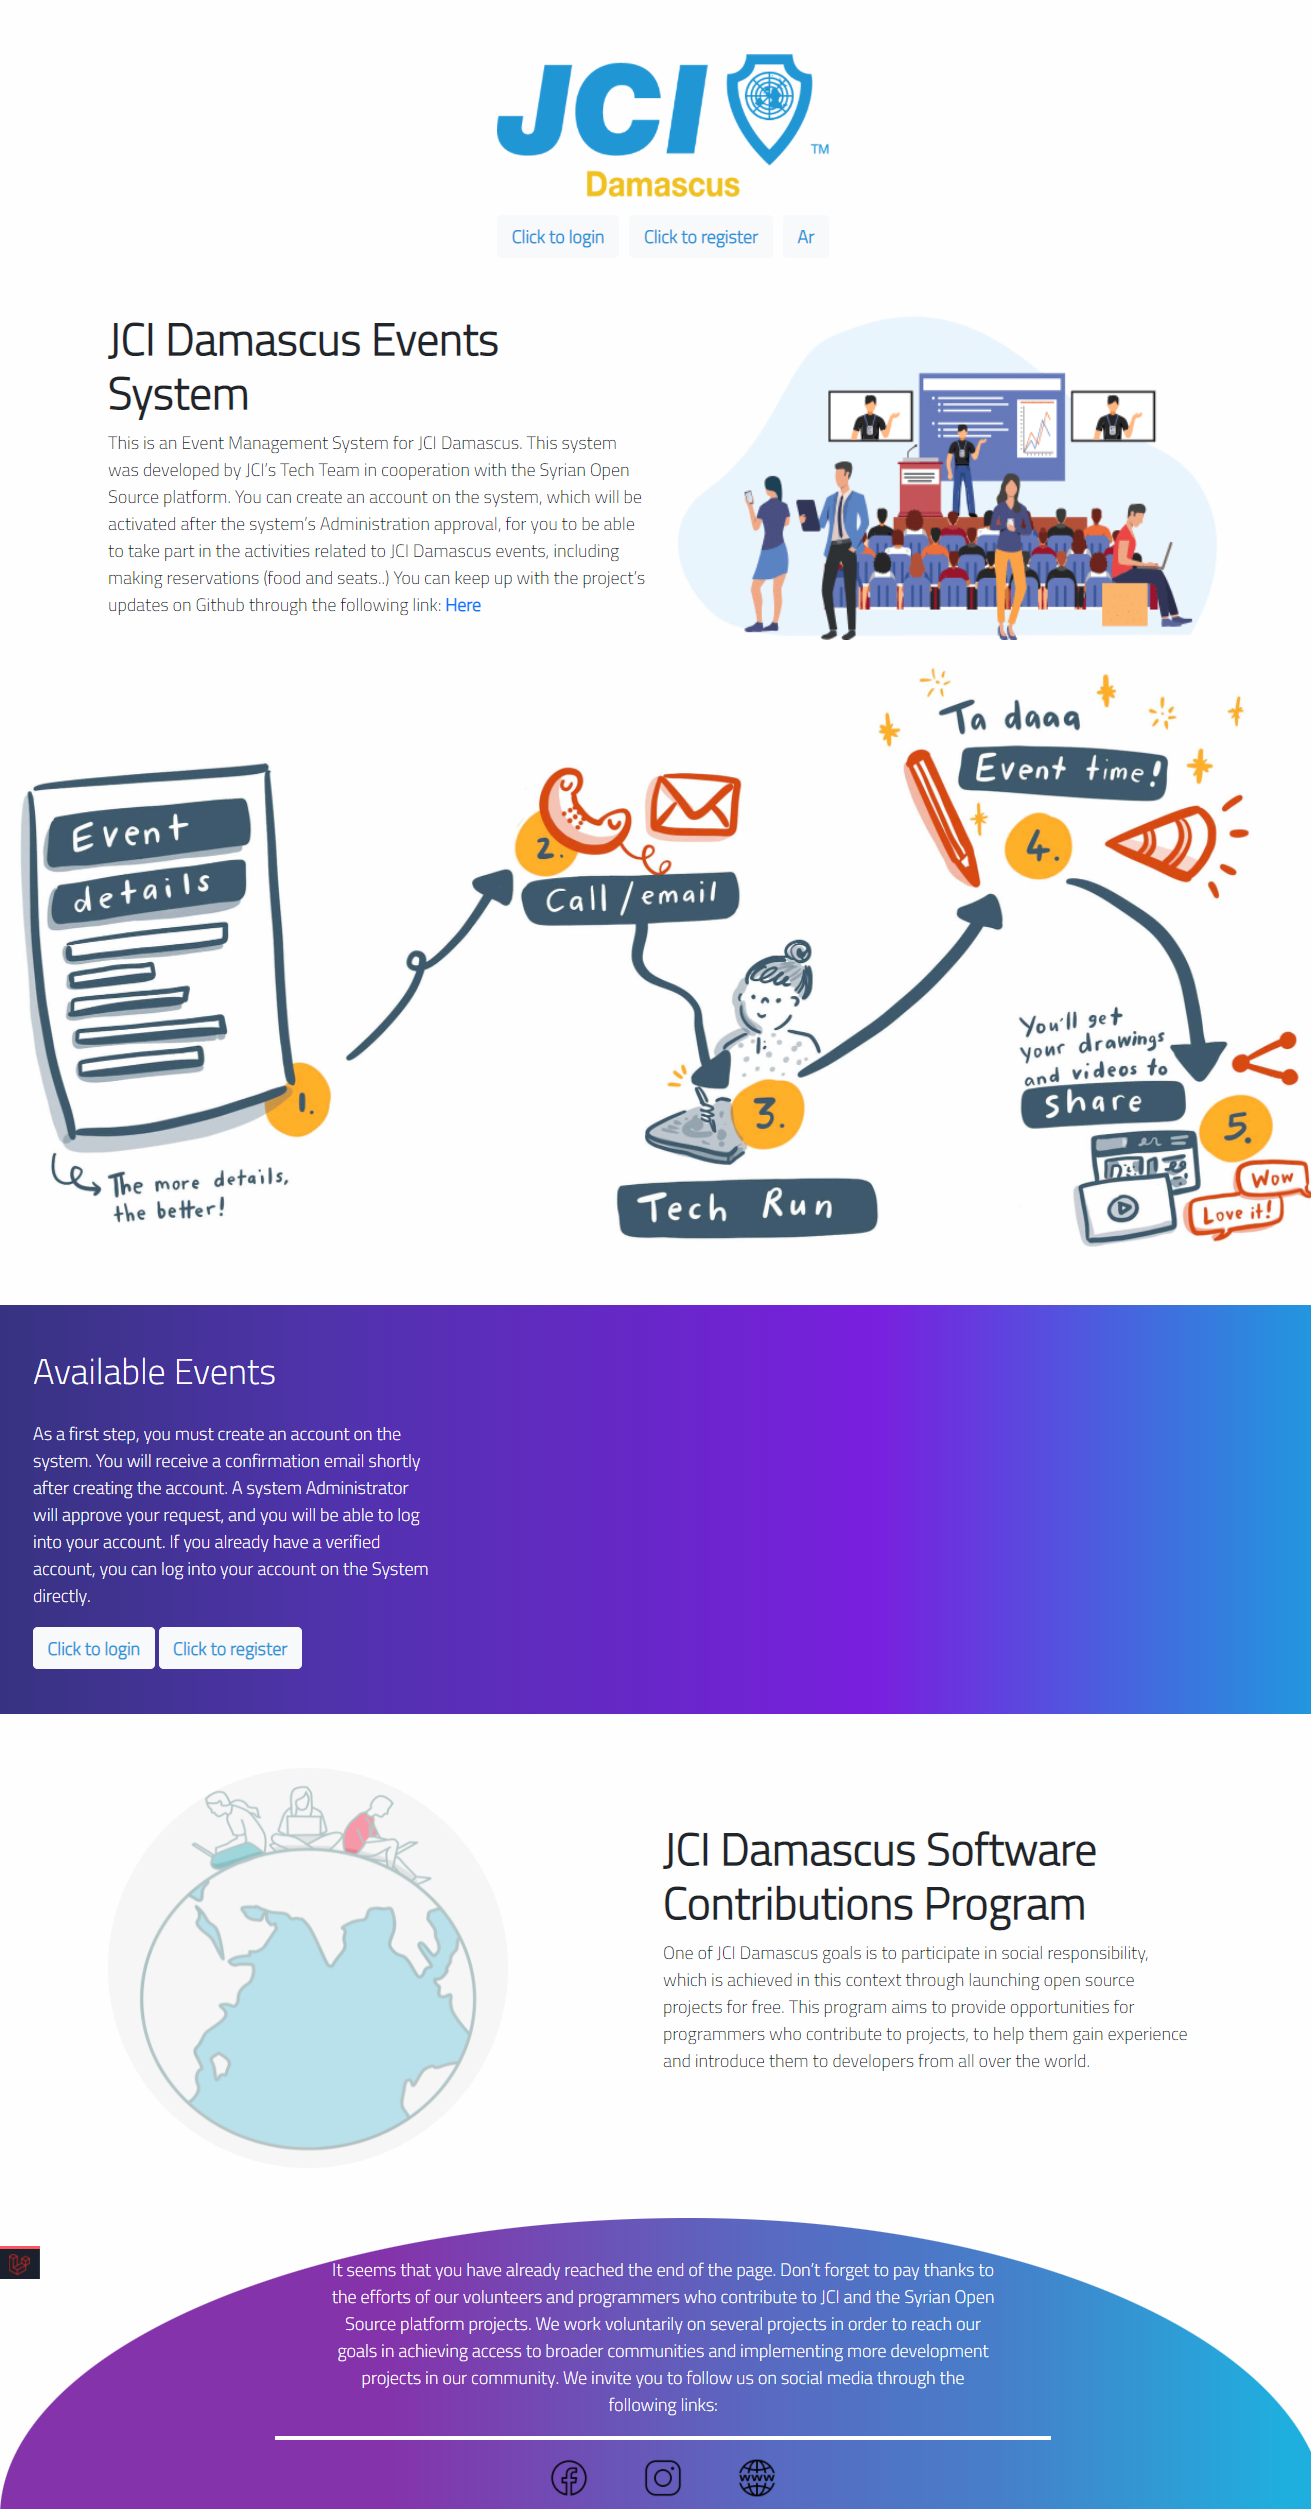 JCI
TM
Damascus
Click to login Click to register Ar
JCI Damascus Events
System
This is an Event Management System for JCI Damascus. This system
was developed by JCI's Tech Team in cooperation with the Syrian Open
Source platform. You can create an account on the system, which will be
activated after the system's Administration approval, for you to be able
to take part in the activities related to JCI Damascus events, including
making reservations (food and seats..) You can keep up with the project's
updates on Github through the following link: Here
Event
details
1.
The more details,
the better!
2.
Call / email
3.
Tech Run
Ta daaa
Event time!
4.
You'll get
your drawings
and videos to
share
5.
Wow
Love it!
Available Events
As a first step, you must create an account on the
system. You will receive a confirmation email shortly
after creating the account. A system Administrator
will approve your request, and you will be able to log
into your account. If you already have a verified
account, you can log into your account on the System
directly.
Click to login Click to register
JCI Damascus Software
Contributions Program
One of JCI Damascus goals is to participate in social responsibility,
which is achieved in this context through launching open source
projects for free. This program aims to provide opportunities for
programmers who contribute to projects, to help them gain experience
and introduce them to developers from all over the world.
It seems that you have already reached the end of the page. Don't forget to pay thanks to
the efforts of our volunteers and programmers who contribute to JCI and the Syrian Open
Source platform projects. We work voluntarily on several projects in order to reach our
goals in achieving access to broader communities and implementing more development
projects in our community. We invite you to follow us on social media through the
following links:
www